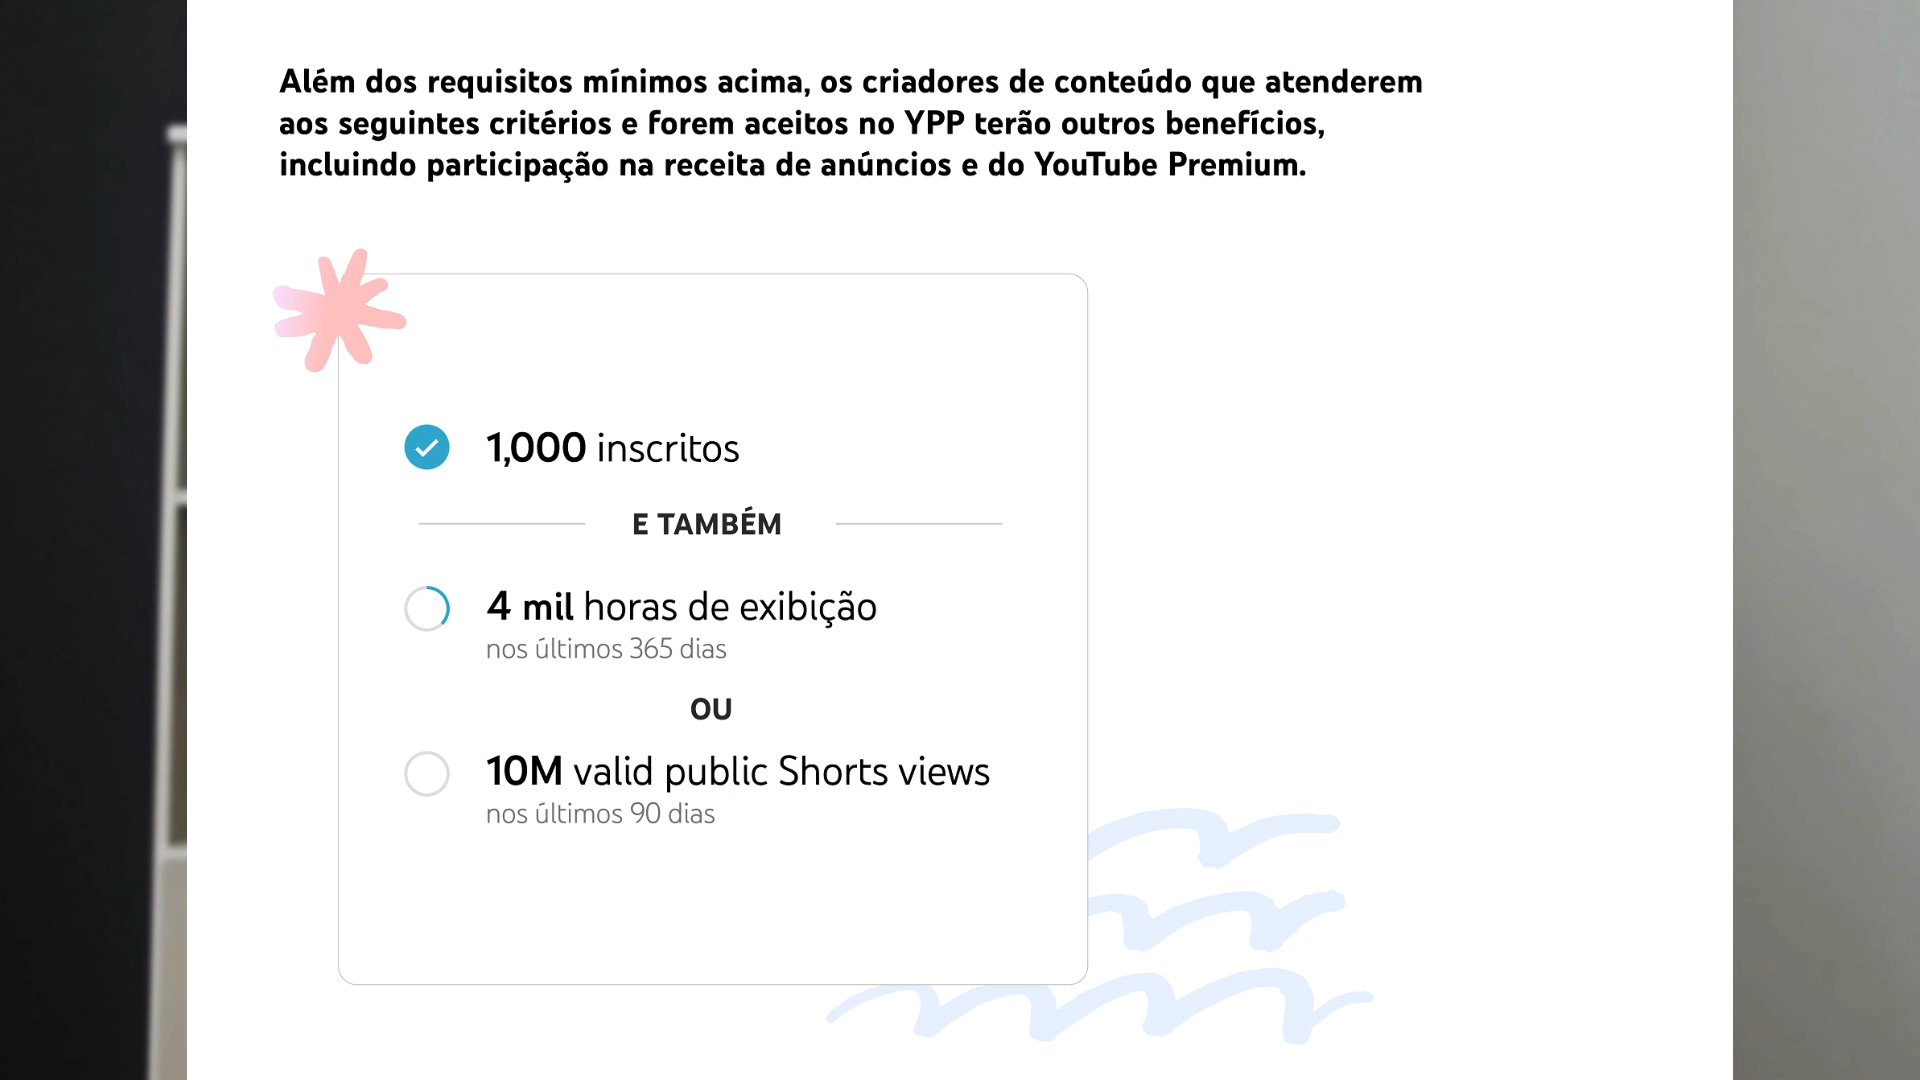 Além dos requisitos mínimos acima, os criadores de conteúdo que atenderem
aos seguintes critérios e forem aceitos no YPP terão outros benefícios,
incluindo participação na receita de anúncios e do YouTube Premium.
1,000 inscritos
E TAMBÉM
4 mil horas de exibição
nos últimos 365 dias
OU
10M valid public Shorts views
nos últimos 90 dias